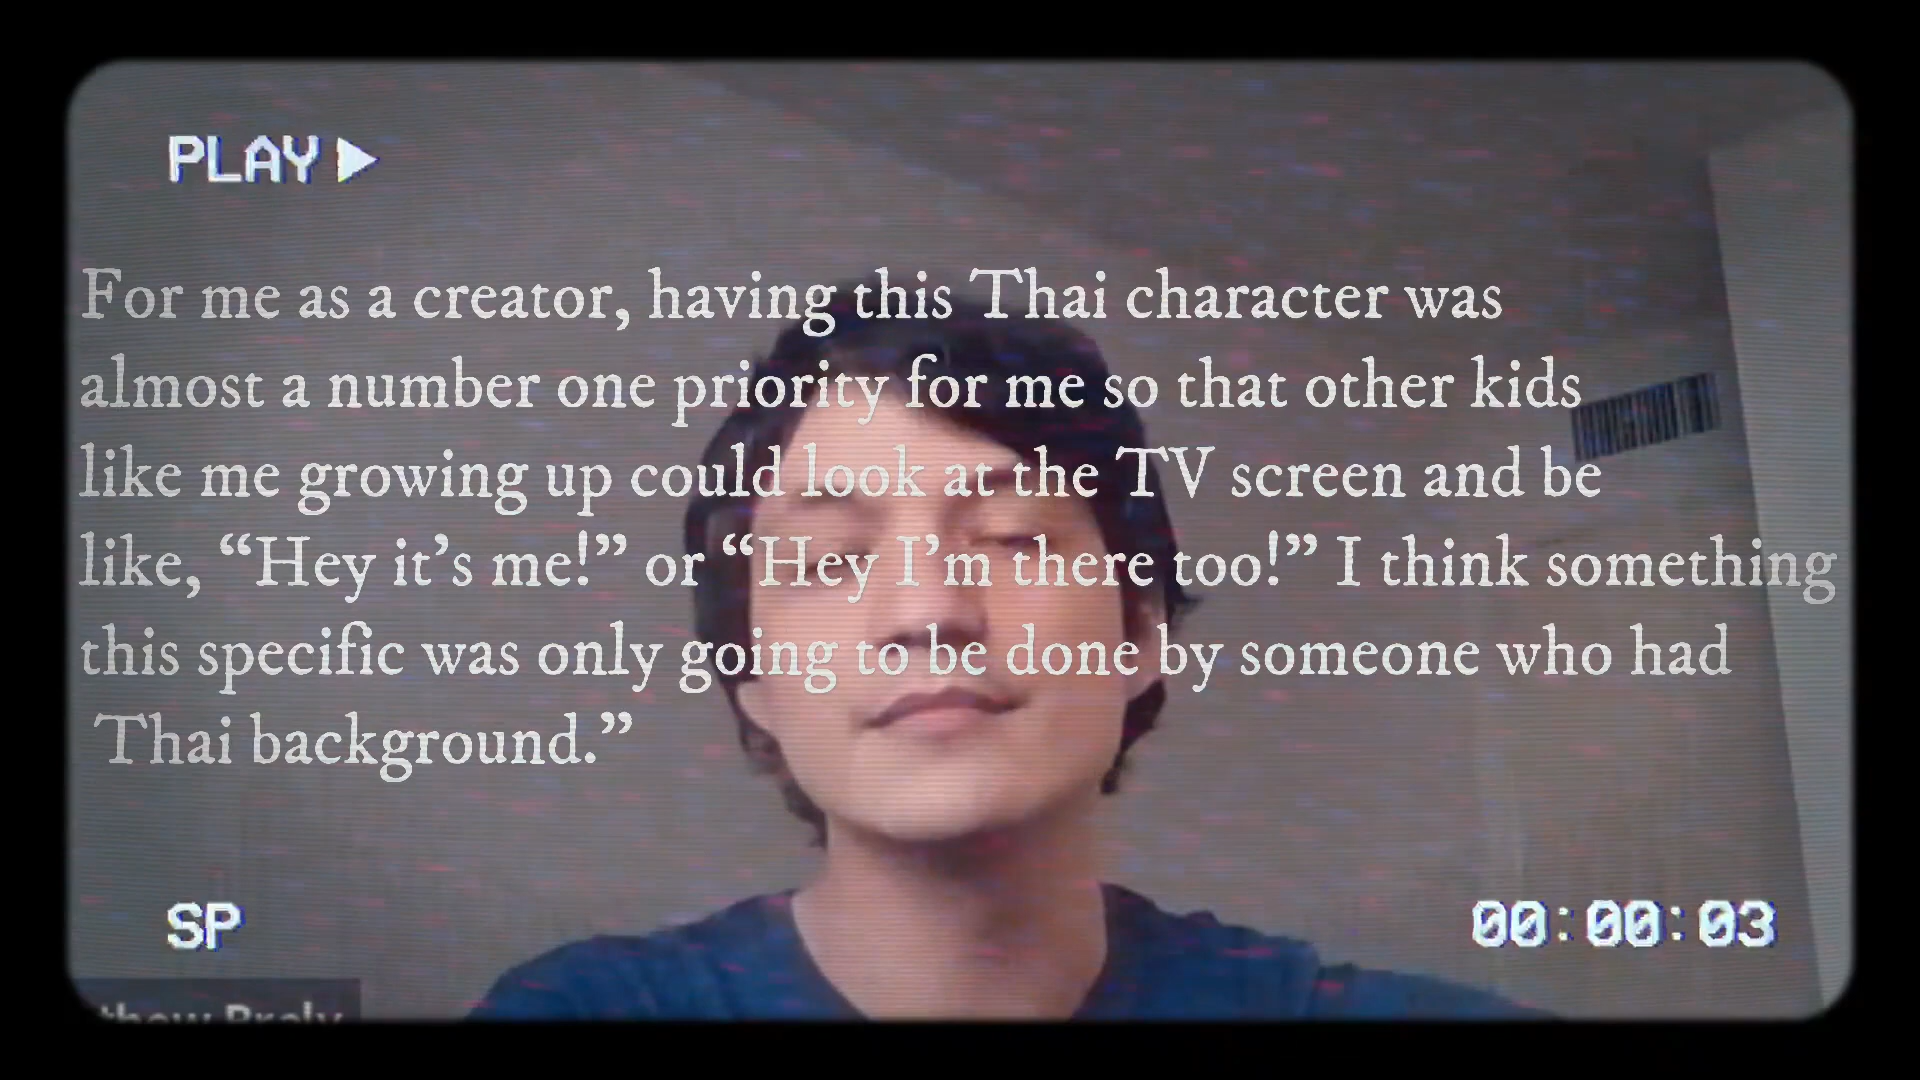 PLAY
For me as a creator, having this Thai character was
almost a number one priority for me so that other kids
like me growing up could look at the TV screen and be
like, “Hey it’s me!” or “Hey I’m there too!” I think something
this specific was only going to be done by someone who had
Thai background.”
SP
00:00:03